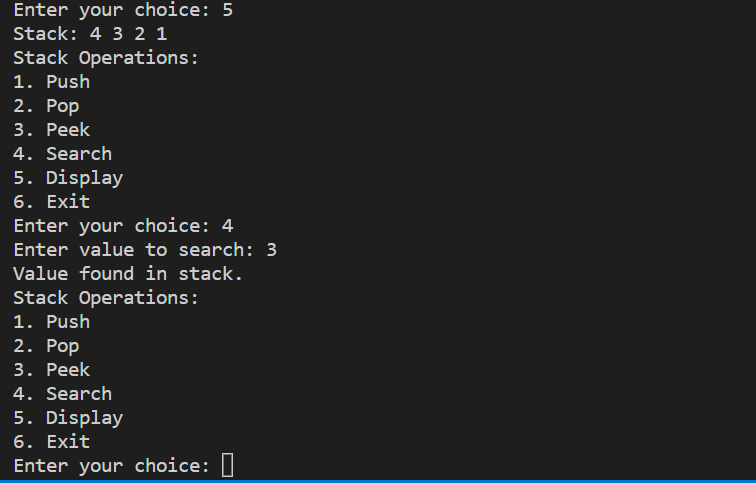 Enter your choice: 5
Stack: 4 3 2 1
Stack Operations:
1. Push
2. Pop
3. Peek
4. Search
5. Display
6. Exit
Enter your choice: 4
Enter value to search: 3
Value found in stack.
Stack Operations:
1. Push
2. Pop
3. Peek
4. Search
5. Display
6. Exit
Enter your choice: